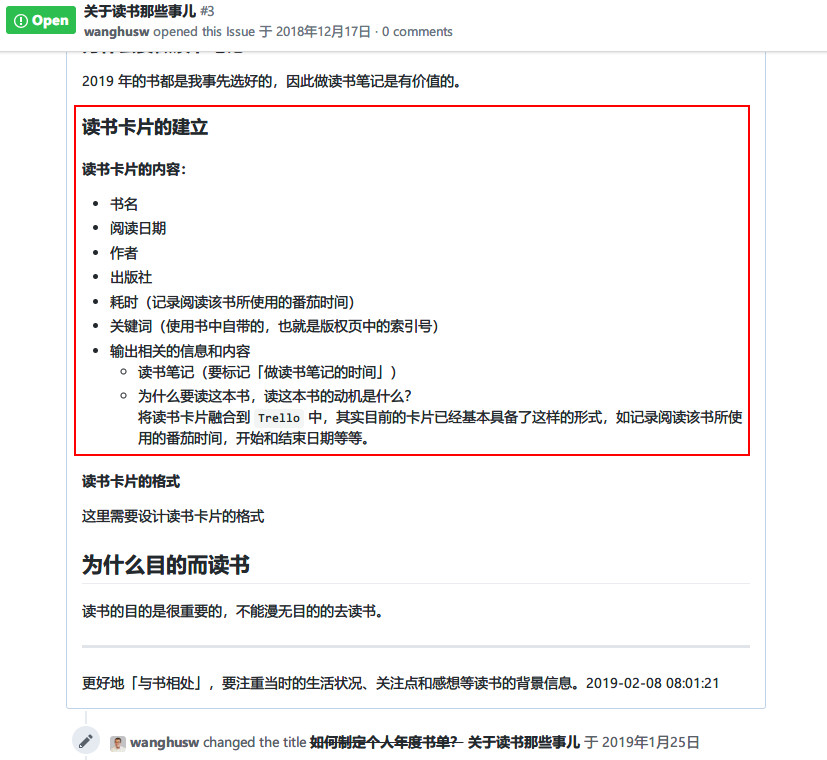 Open
关于读书那些事儿 #3
wanghusw opened this Issue 于 2018年12月17日 · 0 comments
2019 年的书都是我事先选好的，因此做读书笔记是有价值的。
读书卡片的建立
读书卡片的内容：
书名
阅读日期
作者
出版社
耗时（记录阅读该书所使用的番茄时间）
关键词（使用书中自带的，也就是版权页中的索引号）
输出相关的信息和内容
读书笔记（要标记「做读书笔记的时间」）
为什么要读这本书，读这本书的动机是什么？
将读书卡片融合到 Trello 中，其实目前的卡片已经基本具备了这样的形式，如记录阅读该书所使
用的番茄时间，开始和结束日期等等。
读书卡片的格式
这里需要设计读书卡片的格式
为什么目的而读书
读书的目的是很重要的，不能漫无目的的去读书。
更好地「与书相处」，要注重当时的生活状况、关注点和感想等读书的背景信息。2019-02-08 08:01:21
wanghusw changed the title 如何制定个人年度书单？ 关于读书那些事儿 于 2019年1月25日